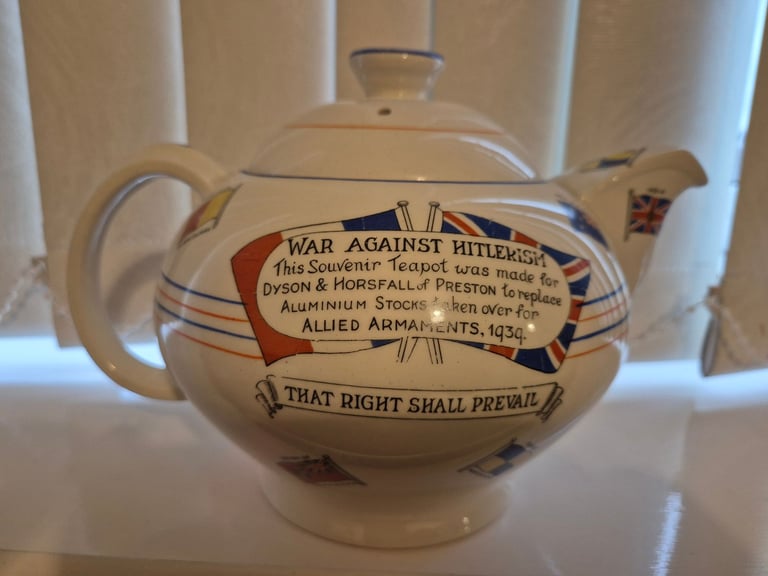 WAR AGAINST HITLERISM
This Souvenir Teapot was made for
DYSON & HORSFALL of PRESTON to replace
ALUMINIUM STOCKS taken over for
ALLIED ARMAMENTS, 1939.
THAT RIGHT SHALL PREVAIL